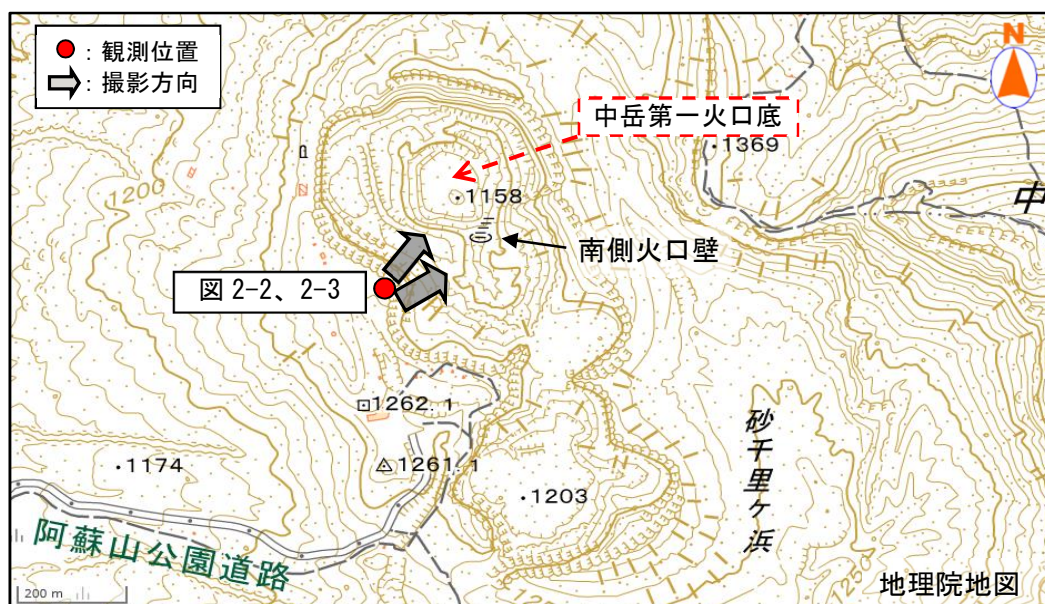 ：観測位置
：撮影方向
N
中岳第一火口底
1369
1200
中
1158
南側火口壁
図 2-2、2-3
1262.1
1174
1261.1
1203
砂千里ヶ浜
阿蘇山公園道路
1200
200 m
地理院地図